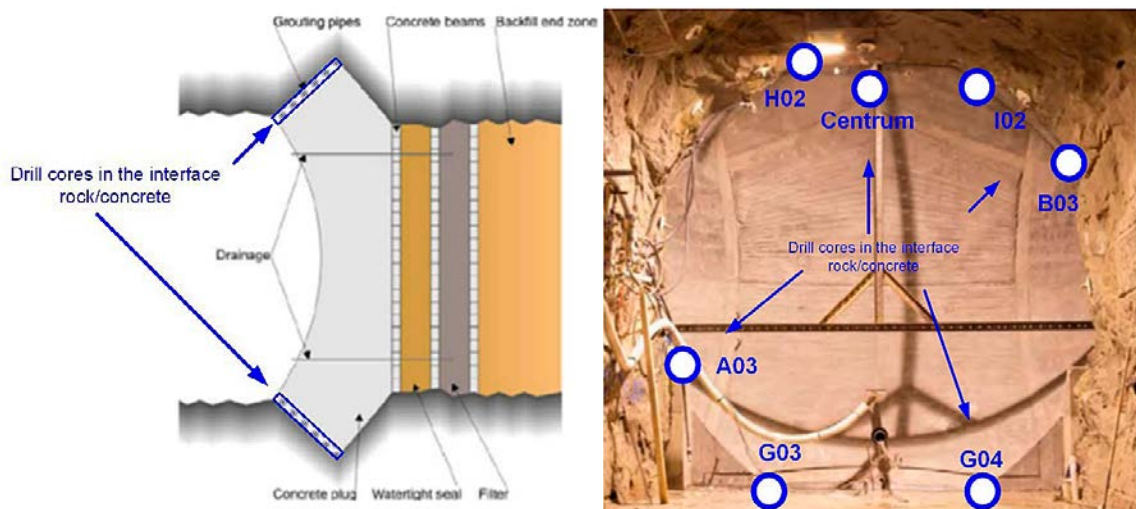 Grouting pipes
Concrete beams
Backfill end zone
Drill cores in the interface
rock/concrete
Drainage
Concrete plug
Watertight seal
Filter
H02
Centrum
I02
B03
Drill cores in the interface
rock/concrete
A03
G03
G04